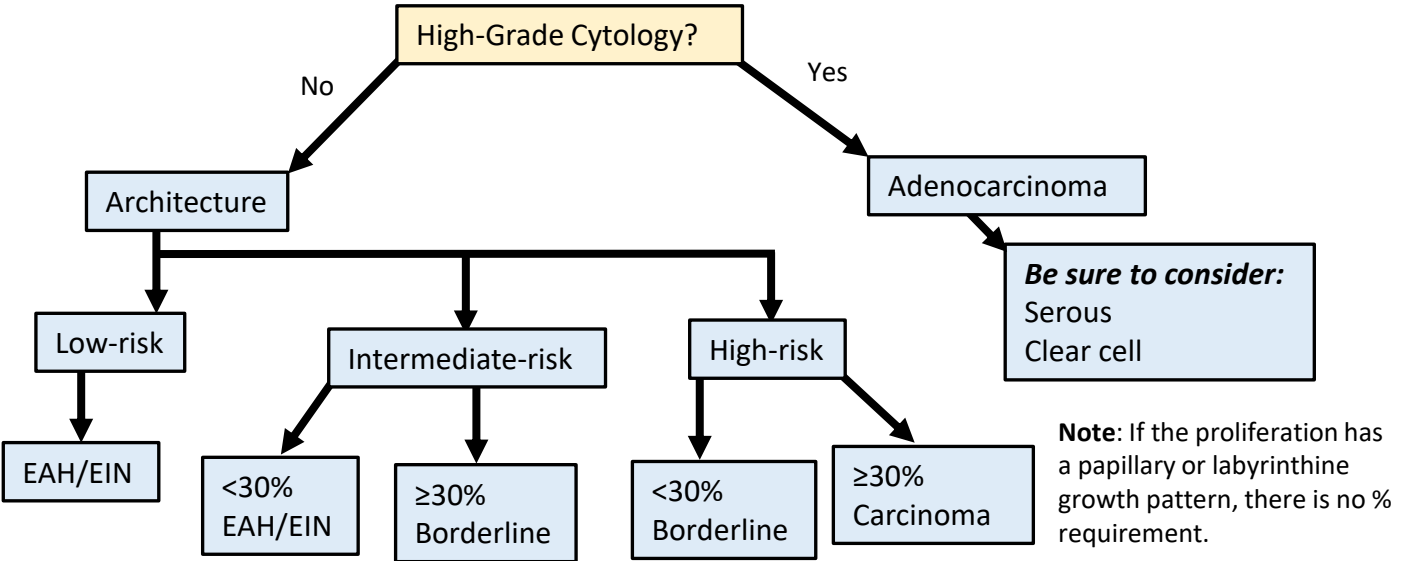 High-Grade Cytology?
No
Yes
Architecture
Adenocarcinoma
Be sure to consider:
Serous
Clear cell
Low-risk
Intermediate-risk
High-risk
EAH/EIN
<30%
EAH/EIN
≥30%
Borderline
<30%
Borderline
≥30%
Carcinoma
Note: If the proliferation has
a papillary or labyrinthine
growth pattern, there is no %
requirement.